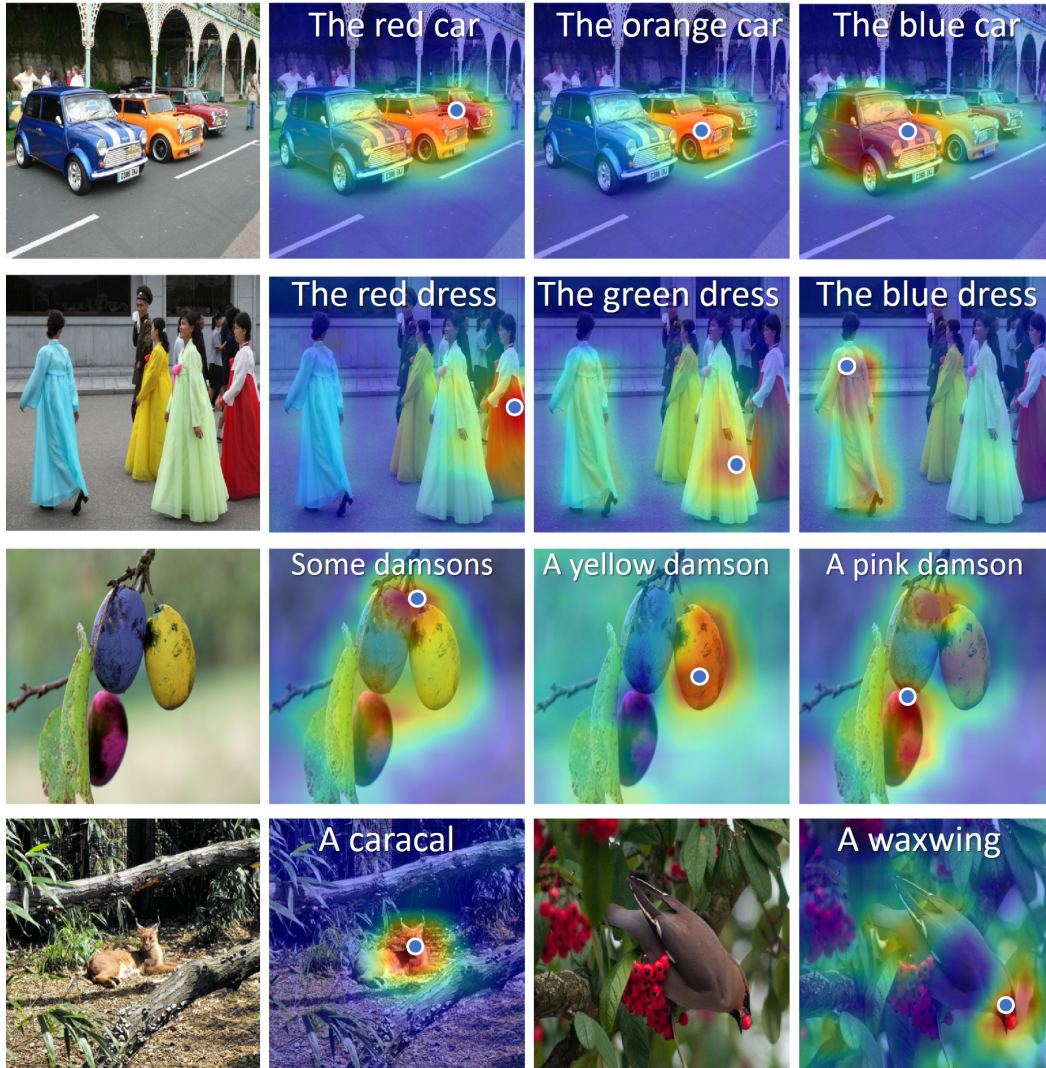 The red car
The orange car
The blue car
The red dress
The green dress
The blue dress
Some damsons
A yellow damson
A pink damson
A caracal
A waxwing